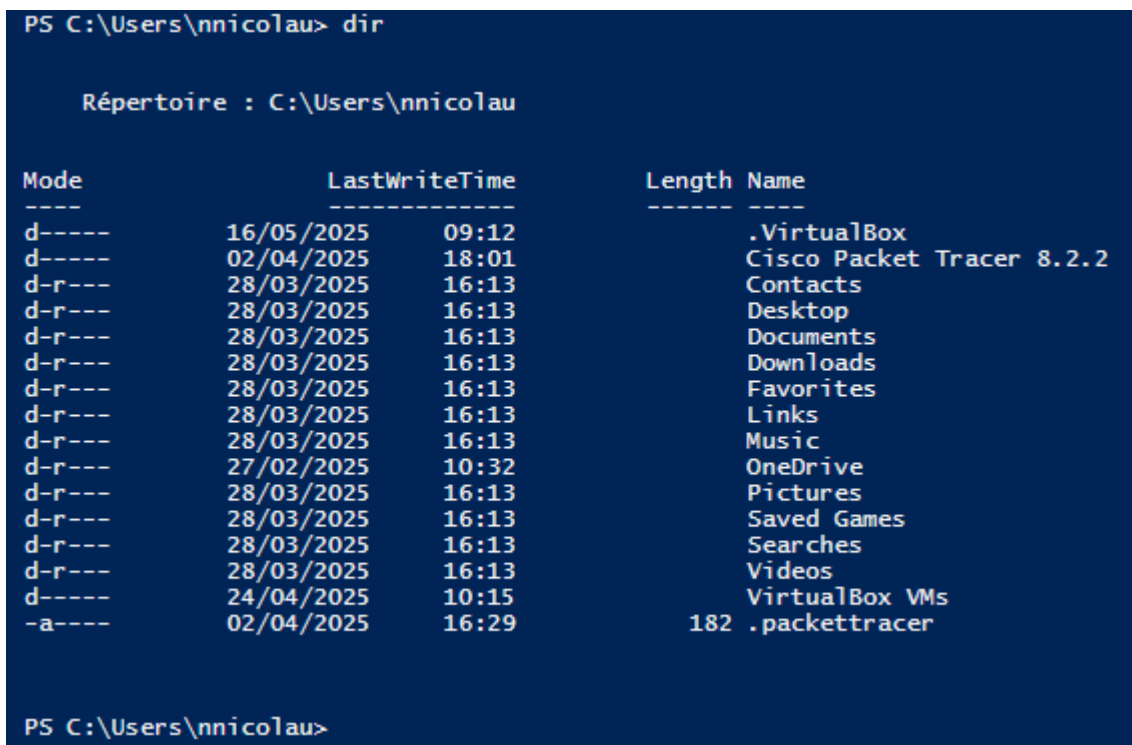 PS C:\Users\nnicolau> dir
Répertoire : C:\Users\nnicolau
Mode LastWriteTime Length Name
---- ------------- ------ ----
d----- 16/05/2025 09:12 .VirtualBox
d----- 02/04/2025 18:01 Cisco Packet Tracer 8.2.2
d-r--- 28/03/2025 16:13 Contacts
d-r--- 28/03/2025 16:13 Desktop
d-r--- 28/03/2025 16:13 Documents
d-r--- 28/03/2025 16:13 Downloads
d-r--- 28/03/2025 16:13 Favorites
d-r--- 28/03/2025 16:13 Links
d-r--- 28/03/2025 16:13 Music
d-r--- 27/02/2025 10:32 OneDrive
d-r--- 28/03/2025 16:13 Pictures
d-r--- 28/03/2025 16:13 Saved Games
d-r--- 28/03/2025 16:13 Searches
d-r--- 28/03/2025 16:13 Videos
d----- 24/04/2025 10:15 VirtualBox VMs
-a---- 02/04/2025 16:29 182 .packettracer
PS C:\Users\nnicolau>